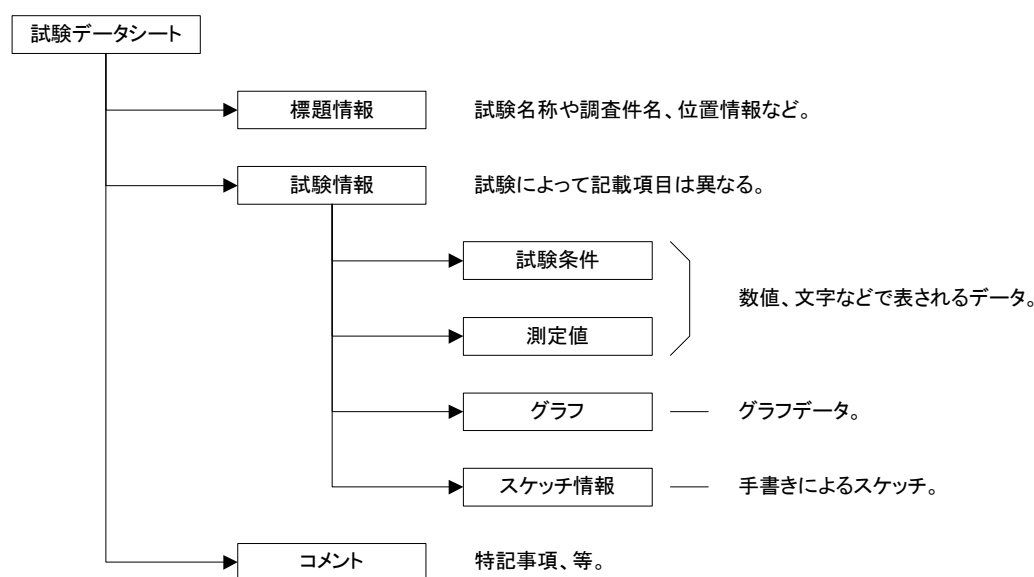 試験データシート
標題情報
試験名称や調査件名、位置情報など。
試験情報
試験によって記載項目は異なる。
試験条件
数値、文字などで表されるデータ。
測定値
グラフ
グラフデータ。
スケッチ情報
手書きによるスケッチ。
コメント
特記事項、等。